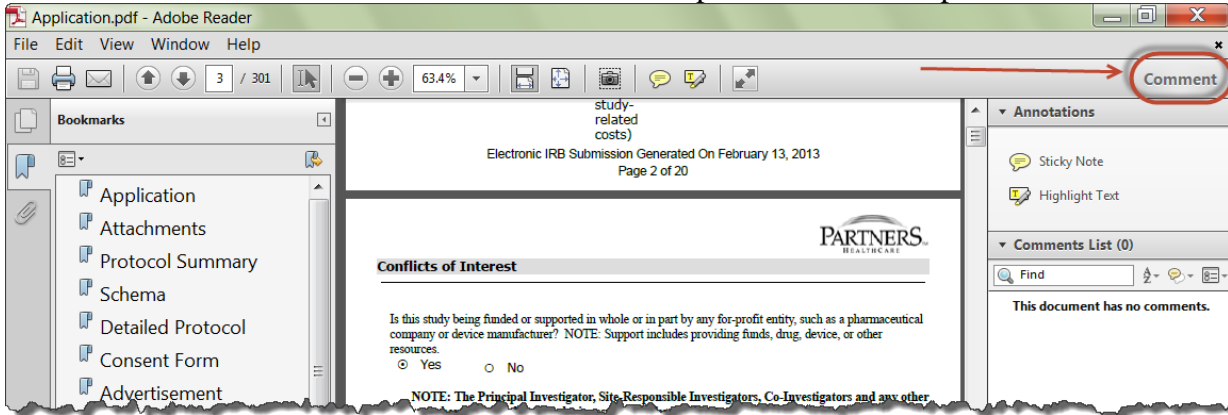 Application.pdf - Adobe Reader
File Edit View Window Help
3 / 301 63.4% Comment
Bookmarks
Application
Attachments
Protocol Summary
Schema
Detailed Protocol
Consent Form
Advertisement
study-
related
costs)
Electronic IRB Submission Generated On February 13, 2013
Page 2 of 20
PARTNERS
HEALTHCARE
Conflicts of Interest
Is this study being funded or supported in whole or in part by any for-profit entity, such as a pharmaceutical
company or device manufacturer? NOTE: Support includes providing funds, drug, device, or other
resources.
Yes No
NOTE: The Principal Investigator, Site-Responsible Investigators, Co-Investigators and any other
Annotations
Sticky Note
Highlight Text
Comments List (0)
Find
This document has no comments.